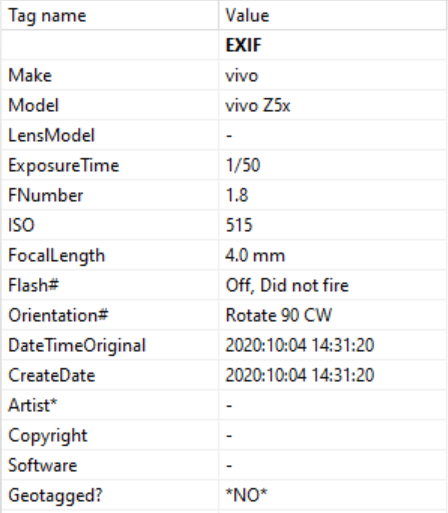 Tag name Value
EXIF
Make vivo
Model vivo Z5x
LensModel -
ExposureTime 1/50
FNumber 1.8
ISO 515
FocalLength 4.0 mm
Flash# Off, Did not fire
Orientation# Rotate 90 CW
DateTimeOriginal 2020:10:04 14:31:20
CreateDate 2020:10:04 14:31:20
Artist* -
Copyright -
Software -
Geotagged? *NO*